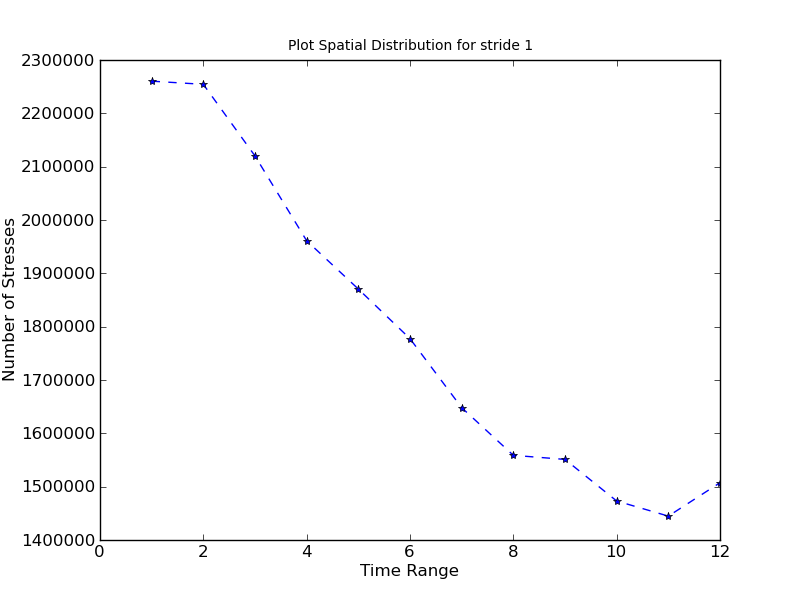 Plot Spatial Distribution for stride 1
2300000
2200000
2100000
2000000
1900000
1800000
1700000
1600000
1500000
1400000
Number of Stresses
0 2 4 6 8 10 12
Time Range